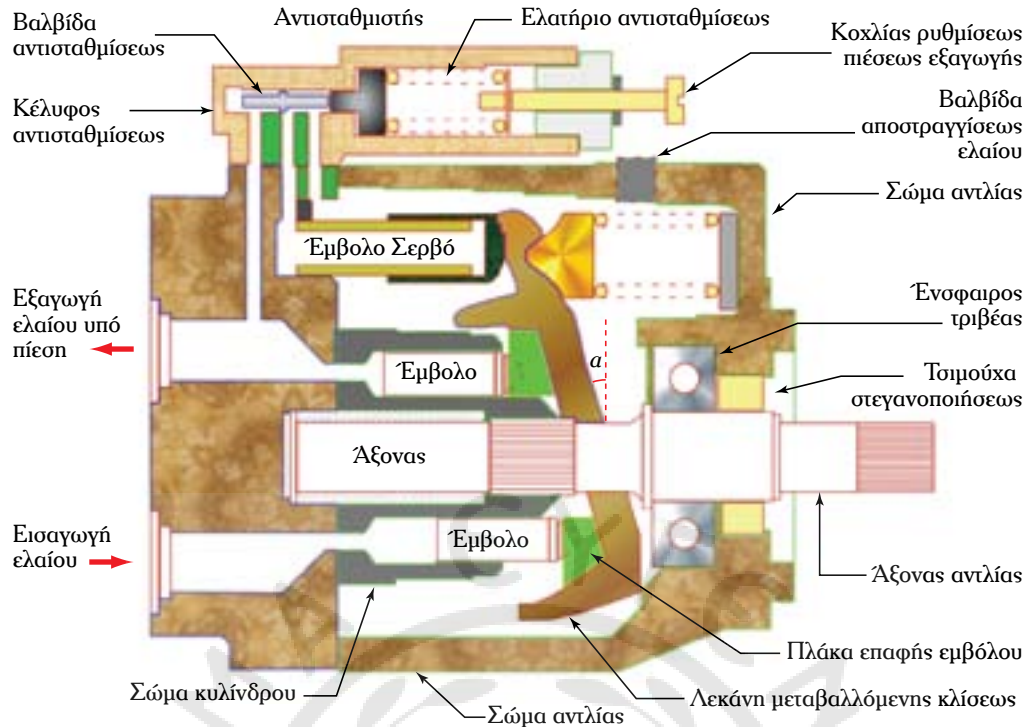 Βαλβίδα
αντισταθμίσεως
Αντισταθμιστής
Ελατήριο αντισταθμίσεως
Κοχλίας ρυθμίσεως
πιέσεως εξαγωγής
Κέλυφος
αντισταθμίσεως
Βαλβίδα
αποστραγγίσεως
ελαίου
Σώμα αντλίας
Έμβολο Σερβό
Εξαγωγή
ελαίου υπό
πίεση
Ένσφαιρος
τριβέας
Έμβολο
a
Τσιμούχα
στεγανοποιήσεως
Άξονας
Εισαγωγή
ελαίου
Έμβολο
Άξονας αντλίας
Πλάκα επαφής εμβόλου
Σώμα κυλίνδρου
Λεκάνη μεταβαλλόμενης κλίσεως
Σώμα αντλίας